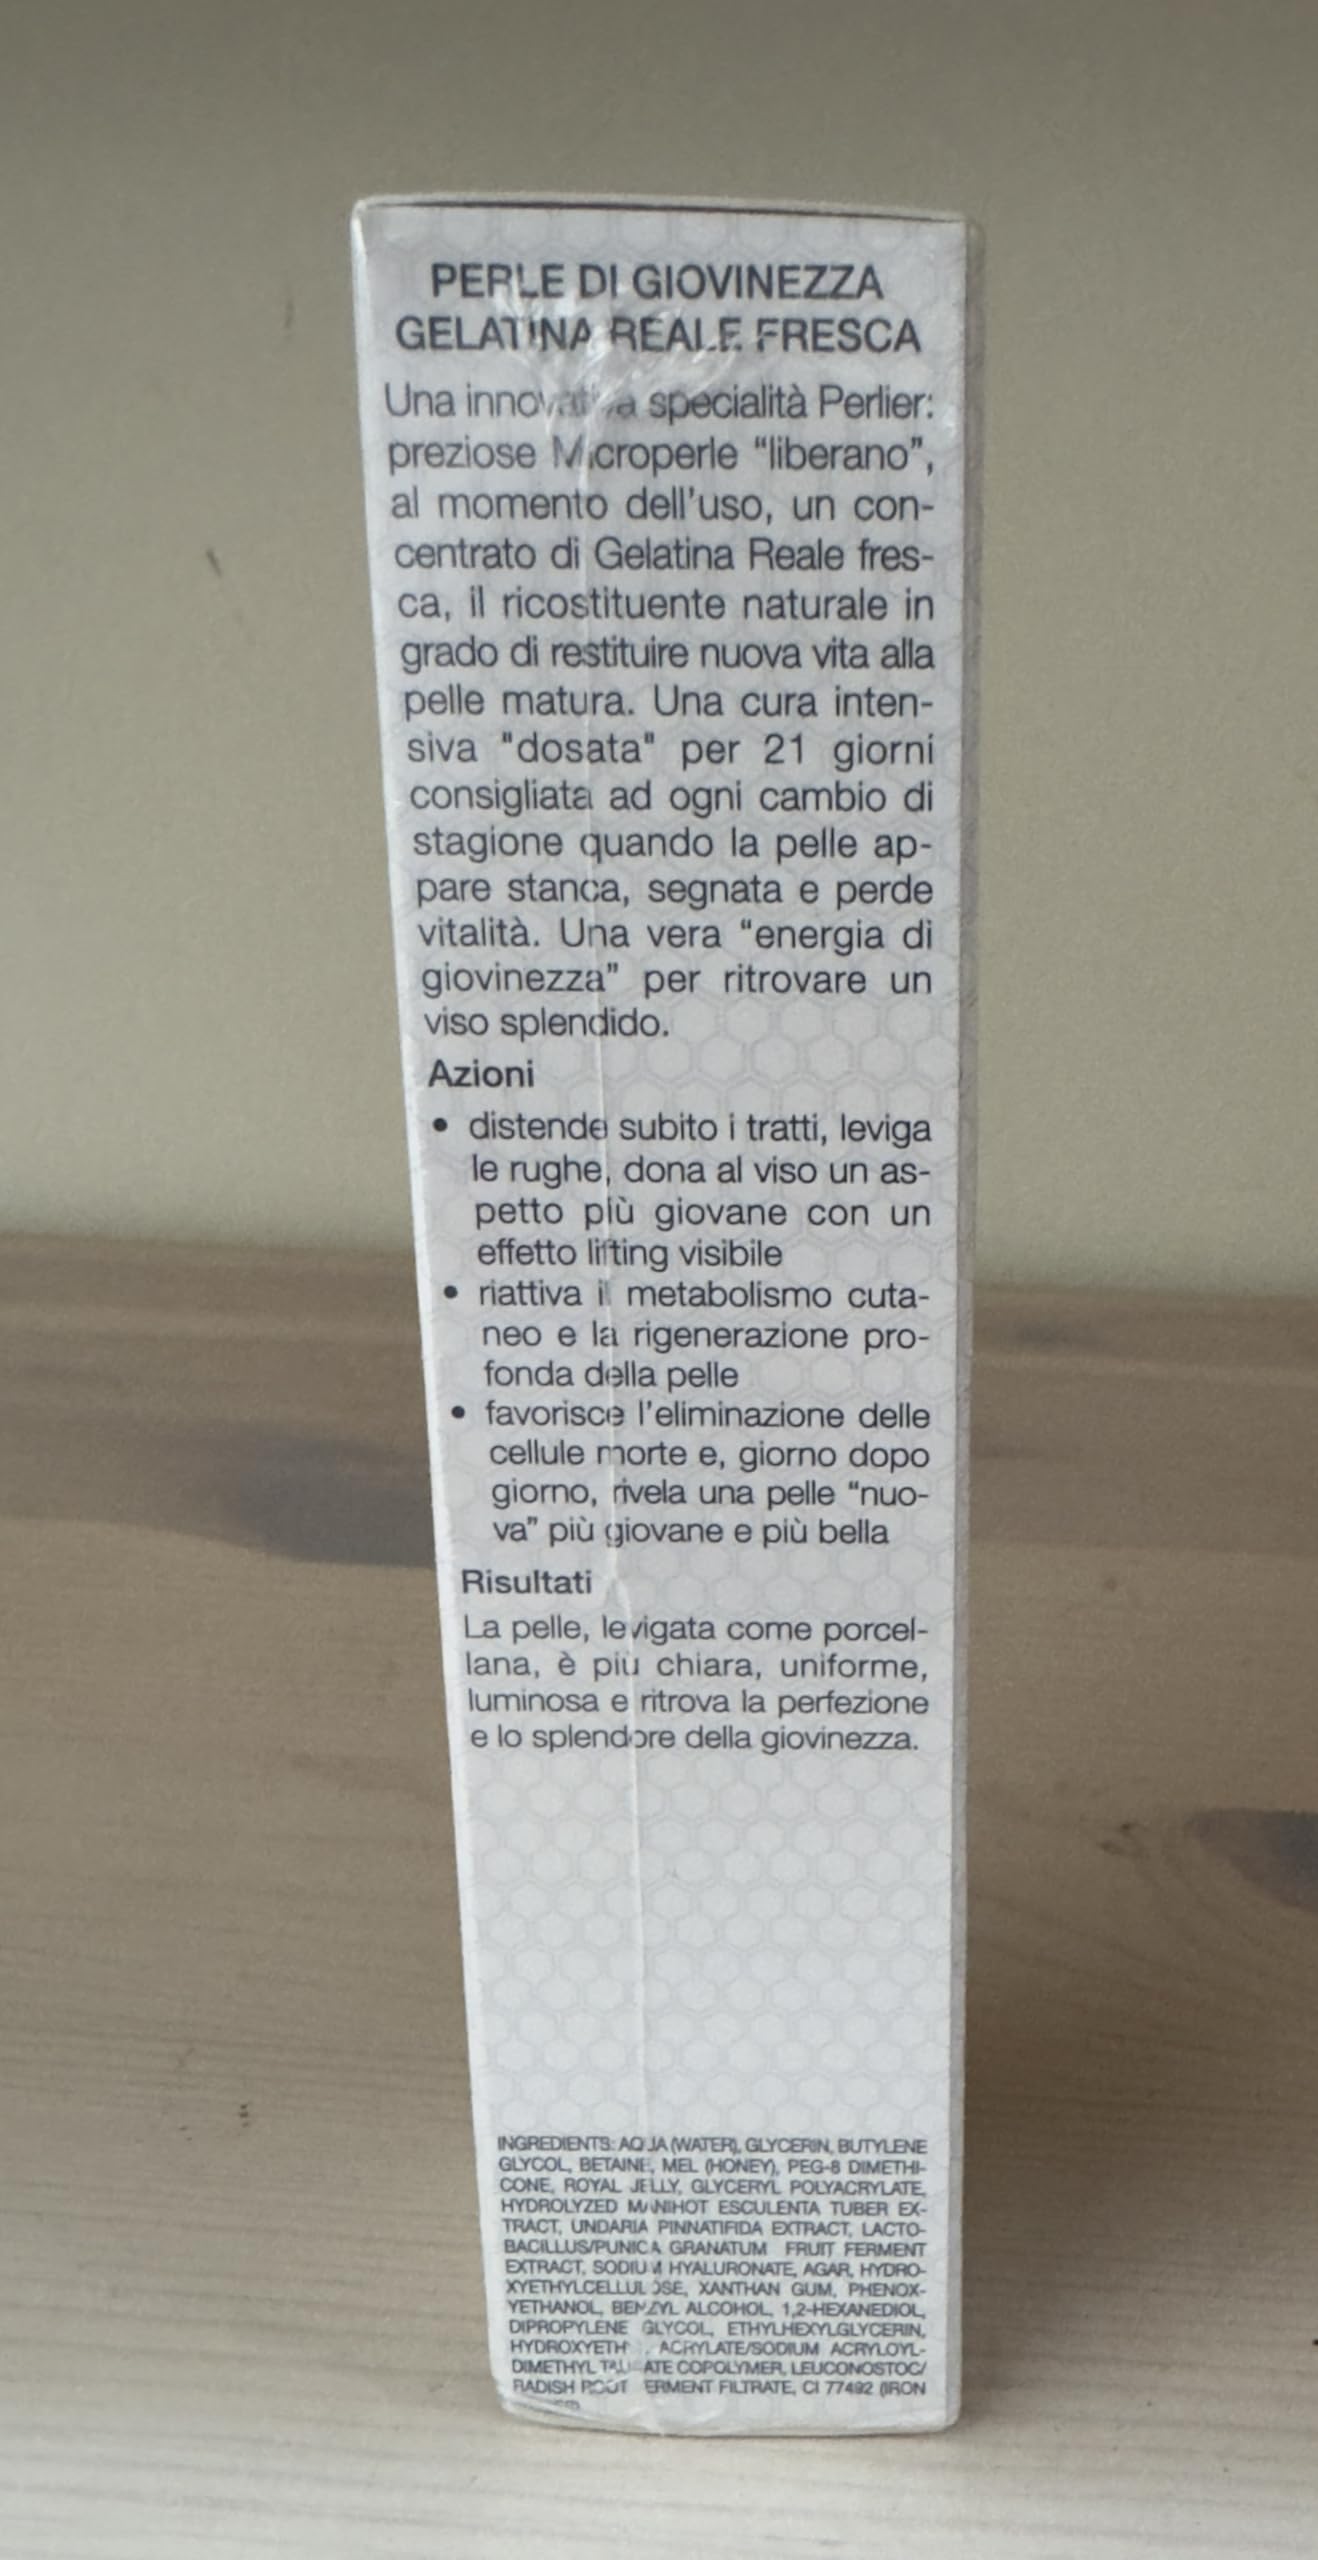 PERLE DI GIOVINEZZA
GELATINA REALE FRESCA
Una innovativa specialità Perlier:
preziose Microperle “liberano”,
al momento dell'uso, un con-
centrato di Gelatina Reale fres-
ca, il ricostituente naturale in
grado di restituire nuova vita alla
pelle matura. Una cura inten-
siva "dosata" per 21 giorni
consigliata ad ogni cambio di
stagione quando la pelle ap-
pare stanca, segnata e perde
vitalità. Una vera “energia di
giovinezza” per ritrovare un
viso splendido.
Azioni
• distende subito i tratti, leviga
le rughe, dona al viso un as-
petto più giovane con un
effetto lifting visibile
• riattiva il metabolismo cuta-
neo e la rigenerazione pro-
fonda della pelle
• favorisce l'eliminazione delle
cellule morte e, giorno dopo
giorno, rivela una pelle “nuo-
va” più giovane e più bella
Risultati
La pelle, levigata come porcel-
lana, è più chiara, uniforme,
luminosa e ritrova la perfezione
e lo splendore della giovinezza.
INGREDIENTS: AQUA (WATER), GLYCERIN, BUTYLENE
GLYCOL, BETAINE, MEL (HONEY), PEG-8 DIMETHI-
CONE, ROYAL JELLY, GLYCERYL POLYACRYLATE,
HYDROLYZED MANIHOT ESCULENTA TUBER EX-
TRACT, UNDARIA PINNATIFIDA EXTRACT, LACTO-
BACILLUS/PUNICA GRANATUM FRUIT FERMENT
EXTRACT, SODIUM HYALURONATE, AGAR, HYDRO-
XYETHYLCELLULOSE, XANTHAN GUM, PHENOX-
YETHANOL, BENZYL ALCOHOL, 1,2-HEXANEDIOL,
DIPROPYLENE GLYCOL, ETHYLHEXYLGLYCERIN,
HYDROXYETHYL ACRYLATE/SODIUM ACRYLOYL-
DIMETHYL TAURATE COPOLYMER, LEUCONOSTOC/
RADISH ROOT FERMENT FILTRATE, CI 77492 (IRON